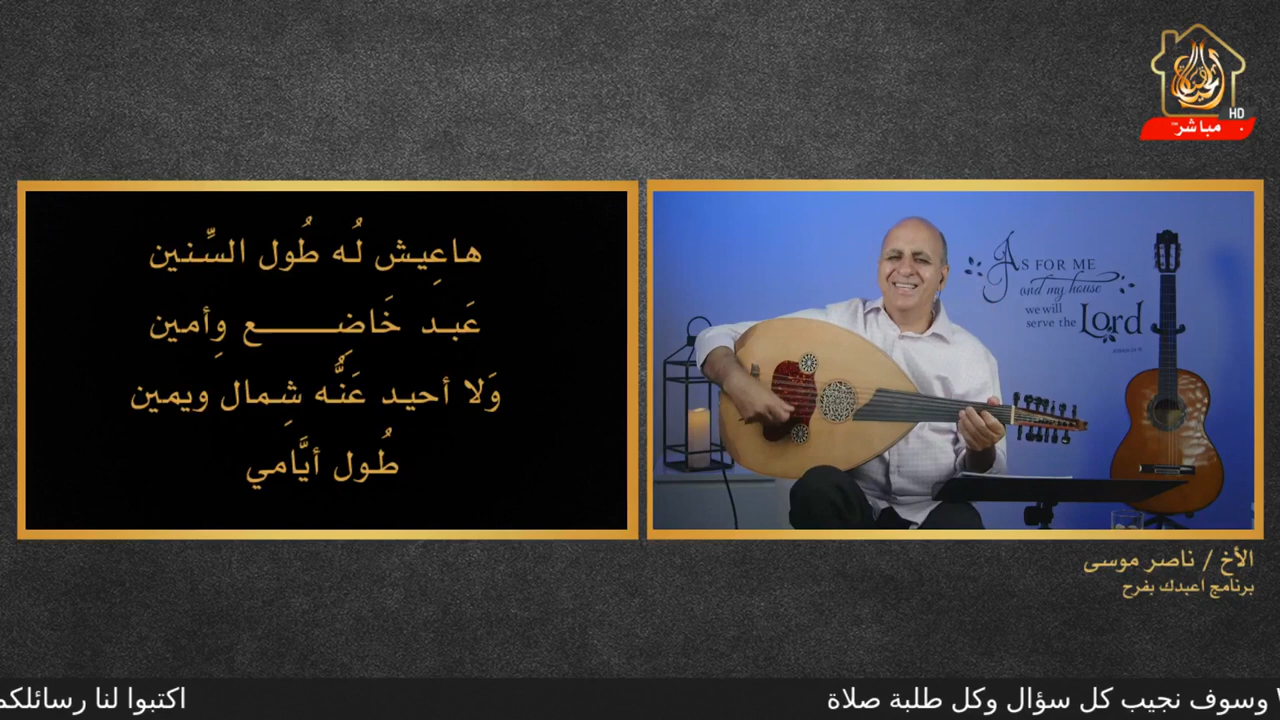 هاعِيش لُه طُول السِّنين
عَبد خَاضِع وِأمين
وَلا أحيد عَنُّه شِمال ويمين
طُول أيَّامي
الحياة
HD
مباشر
AS FOR ME
and my house
we will
serve the Lord
الأخ / ناصر موسى
برنامج اعبدك بفرح
وسوف نجيب كل سؤال وكل طلبة صلاة
اكتبوا لنا رسائلكم